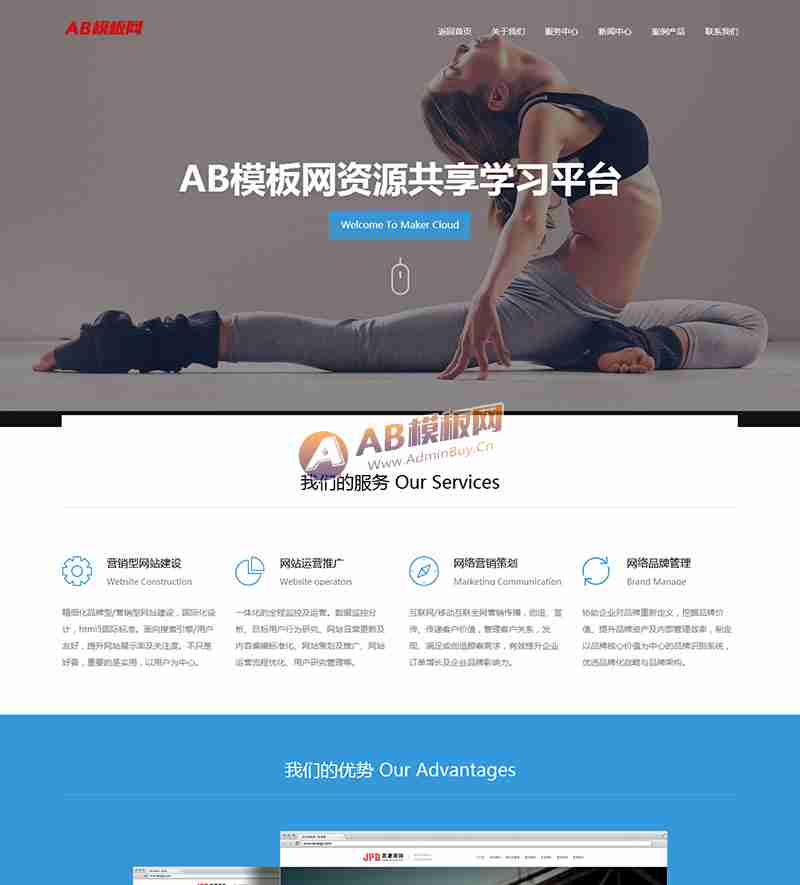 AB模板网
返回首页 关于我们 服务中心 新闻中心 案例产品 联系我们
AB模板网资源共享学习平台
Welcome To Maker Cloud
AB模板网
Www.AdminBuy.Cn
我们的服务 Our Services
营销型网站建设
Website Construction
精细化品牌型/营销型网站建设，国际化设
计，html5国际标准。面向搜索引擎/用户
友好，提升网站展示率及关注度。不只是
好看，重要的是实用，以用户为中心。
网站运营推广
Website operators
一体化的全程监控及运营。数据监控分
析、目标用户行为研究、网站日常更新及
内容编辑标准化、网站策划及推广、网站
运营流程优化、用户研究管理等。
网络营销策划
Marketing Communication
互联网/移动互联全网营销传播，创造、宣
传、传递客户价值，管理客户关系，发
现、满足或创造顾客需求，有效提升企业
订单增长及企业品牌影响力。
网络品牌管理
Brand Manage
协助企业对品牌重新定义，挖掘品牌价
值、提升品牌资产及内部管理效率，制定
以品牌核心价值为中心的品牌识别系统，
优选品牌化战略与品牌架构。
我们的优势 Our Advantages